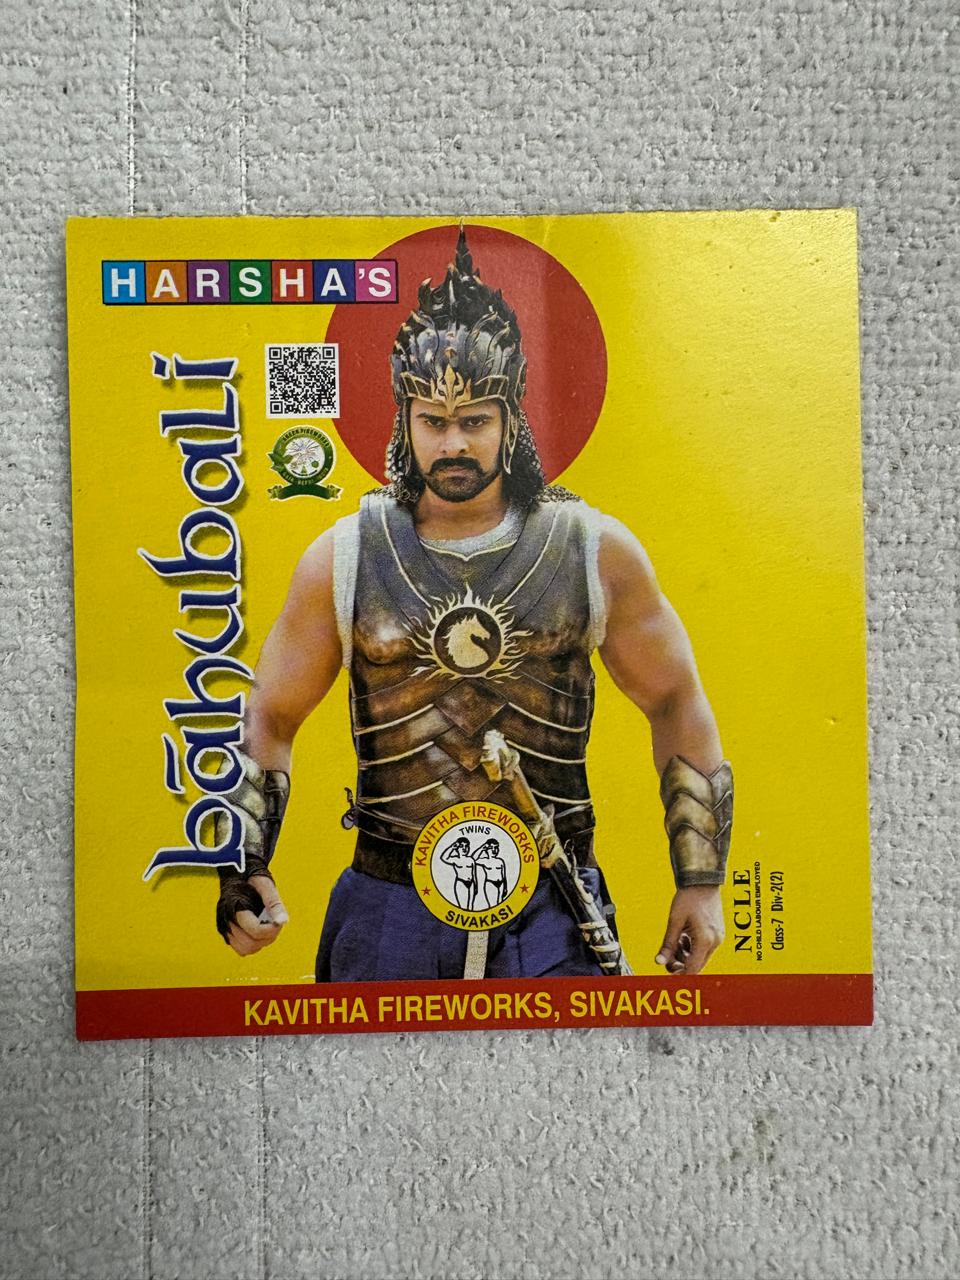 HARSHA'S
bāhubali
KAVITHA FIREWORKS
TWINS
SIVAKASI
NCLE
NO CHILD LABOUR EMPLOYED
Class-7 Div-2(2)
KAVITHA FIREWORKS, SIVAKASI.